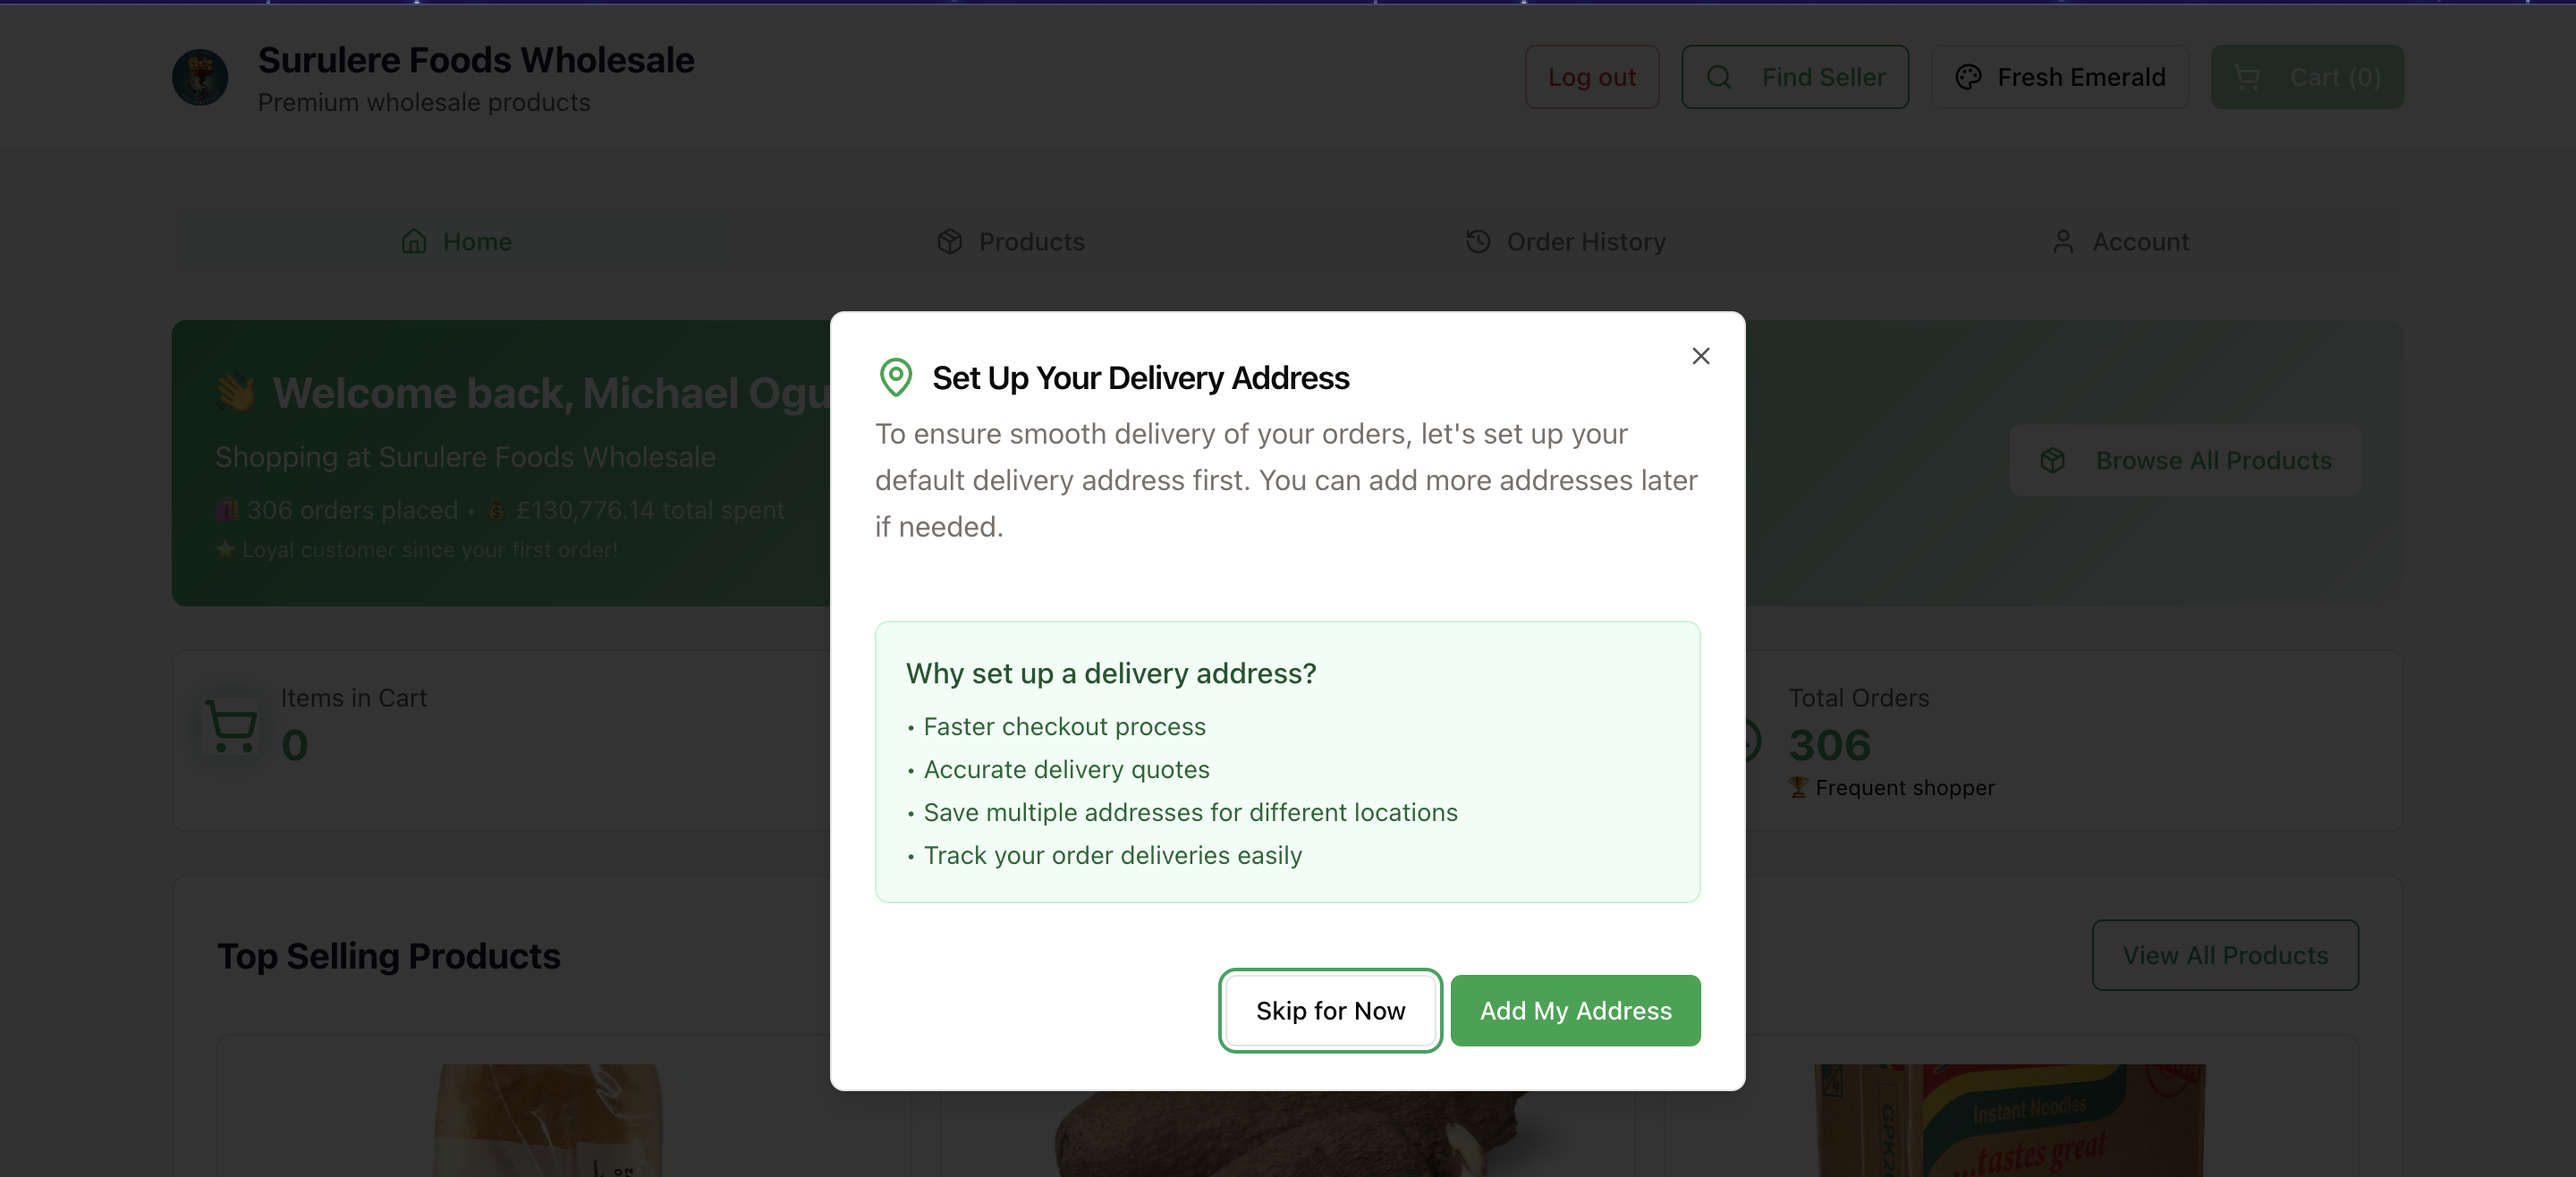 Surulere Foods Wholesale
Premium wholesale products
Log out
Find Seller
Fresh Emerald
Cart (0)
Home
Products
Order History
Account
👋 Welcome back, Michael Ogu
Shopping at Surulere Foods Wholesale
🛍️ 306 orders placed • 💰 £130,776.14 total spent
⭐ Loyal customer since your first order!
Browse All Products
Set Up Your Delivery Address
To ensure smooth delivery of your orders, let's set up your
default delivery address first. You can add more addresses later
if needed.
Why set up a delivery address?
• Faster checkout process
• Accurate delivery quotes
• Save multiple addresses for different locations
• Track your order deliveries easily
Skip for Now
Add My Address
Items in Cart
0
Total Orders
306
🏆 Frequent shopper
Top Selling Products
View All Products
Instant Noodles
tastes great